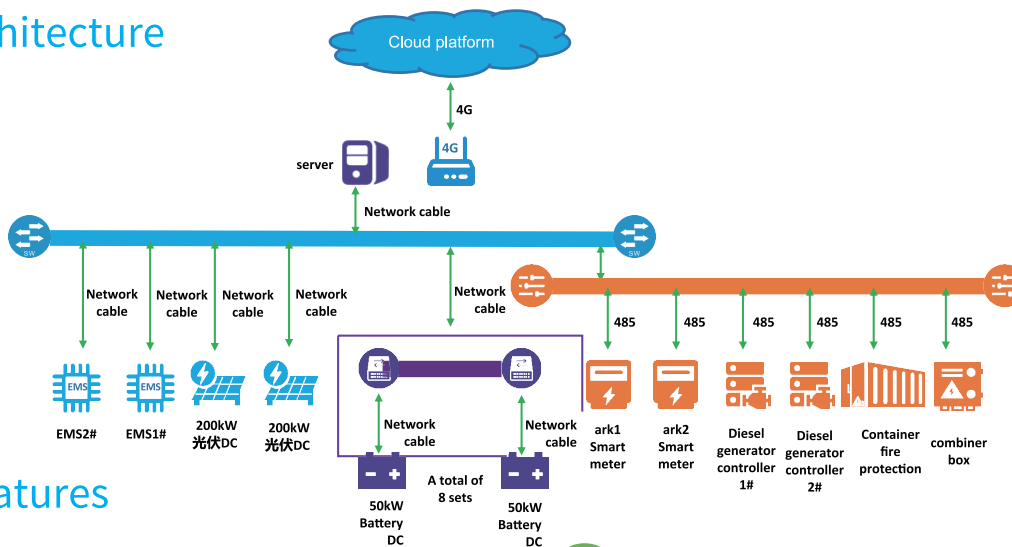 hitecture
Cloud platform
4G
4G
server
Network cable
SW
SW
Network
cable
Network
cable
Network
cable
Network
cable
Network
cable
485
485
485
485
485
485
EMS
EMS
EMS2#
EMS1#
200kW
光伏DC
200kW
光伏DC
Network
cable
Network
cable
ark1
Smart
meter
ark2
Smart
meter
Diesel
generator
controller
1#
Diesel
generator
controller
2#
Container
fire
protection
combiner
box
A total of
8 sets
50kW
Battery
DC
50kW
Battery
DC
atures